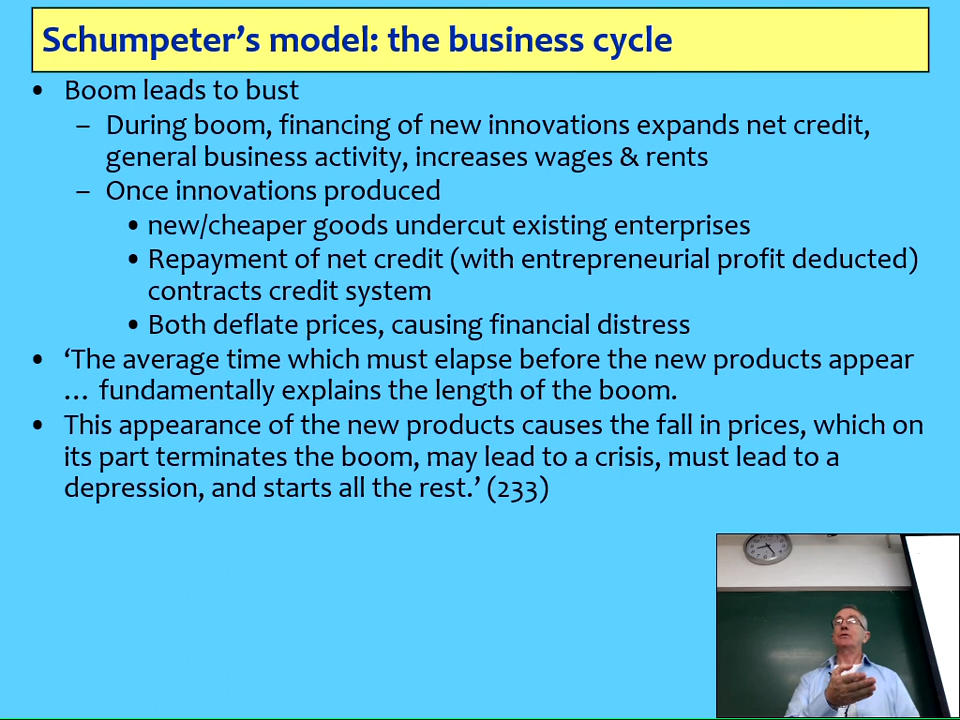 Schumpeter’s model: the business cycle
• Boom leads to bust
– During boom, financing of new innovations expands net credit,
general business activity, increases wages & rents
– Once innovations produced
• new/cheaper goods undercut existing enterprises
• Repayment of net credit (with entrepreneurial profit deducted)
contracts credit system
• Both deflate prices, causing financial distress
• ‘The average time which must elapse before the new products appear
… fundamentally explains the length of the boom.
• This appearance of the new products causes the fall in prices, which on
its part terminates the boom, may lead to a crisis, must lead to a
depression, and starts all the rest.’ (233)